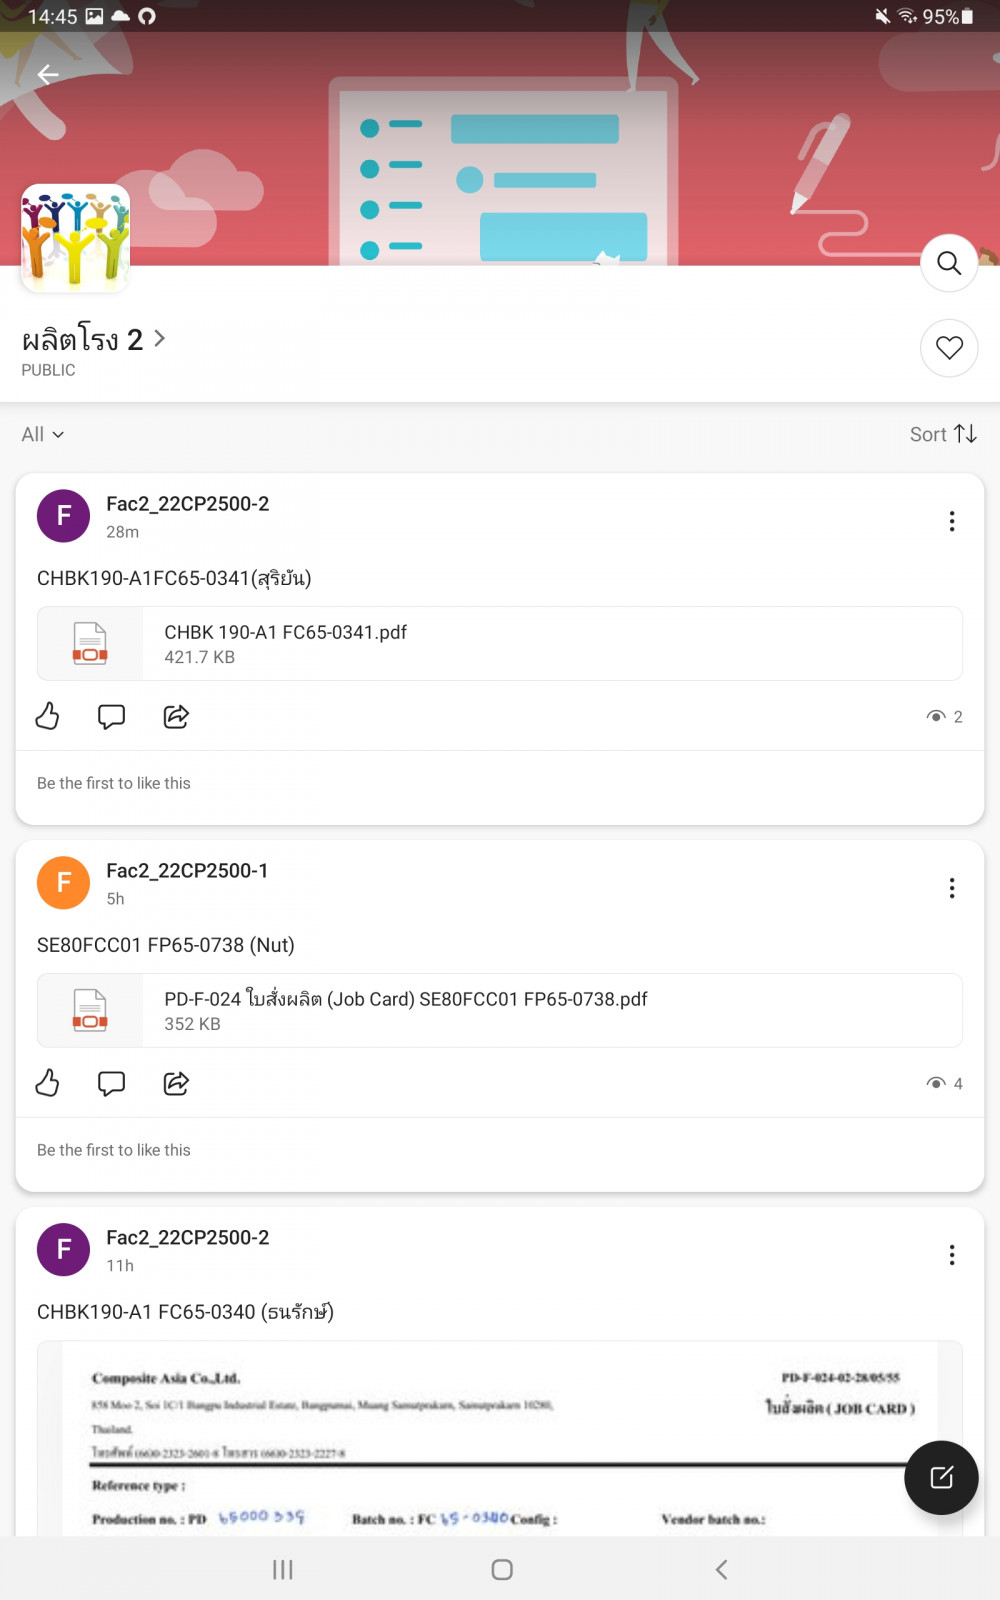 14:45
95%
ผลิตโรง 2
PUBLIC
All
Sort
F
Fac2_22CP2500-2
28m
CHBK190-A1FC65-0341(สุริยัน)
CHBK 190-A1 FC65-0341.pdf
421.7 KB
2
Be the first to like this
F
Fac2_22CP2500-1
5h
SE80FCC01 FP65-0738 (Nut)
PD-F-024 ใบสั่งผลิต (Job Card) SE80FCC01 FP65-0738.pdf
352 KB
4
Be the first to like this
F
Fac2_22CP2500-2
11h
CHBK190-A1 FC65-0340 (ธนรักษ์)
Composite Asia Co.,Ltd.
PD-F-024-02-28/05/55
858 Moo 2, Soi 1C/1 Bangpu Industrial Estate, Bangpumai, Muang Samutprakarn, Samutprakarn 10280,
ใบสั่งผลิต ( JOB CARD )
Thailand.
โทรศัพท์ (66)0-2323-2601-8 โทรสาร (66)0-2323-2227-8
Reference type :
Production no. : PD 65000339 Batch no. : FC 65-0340 Config : Vendor batch no.: